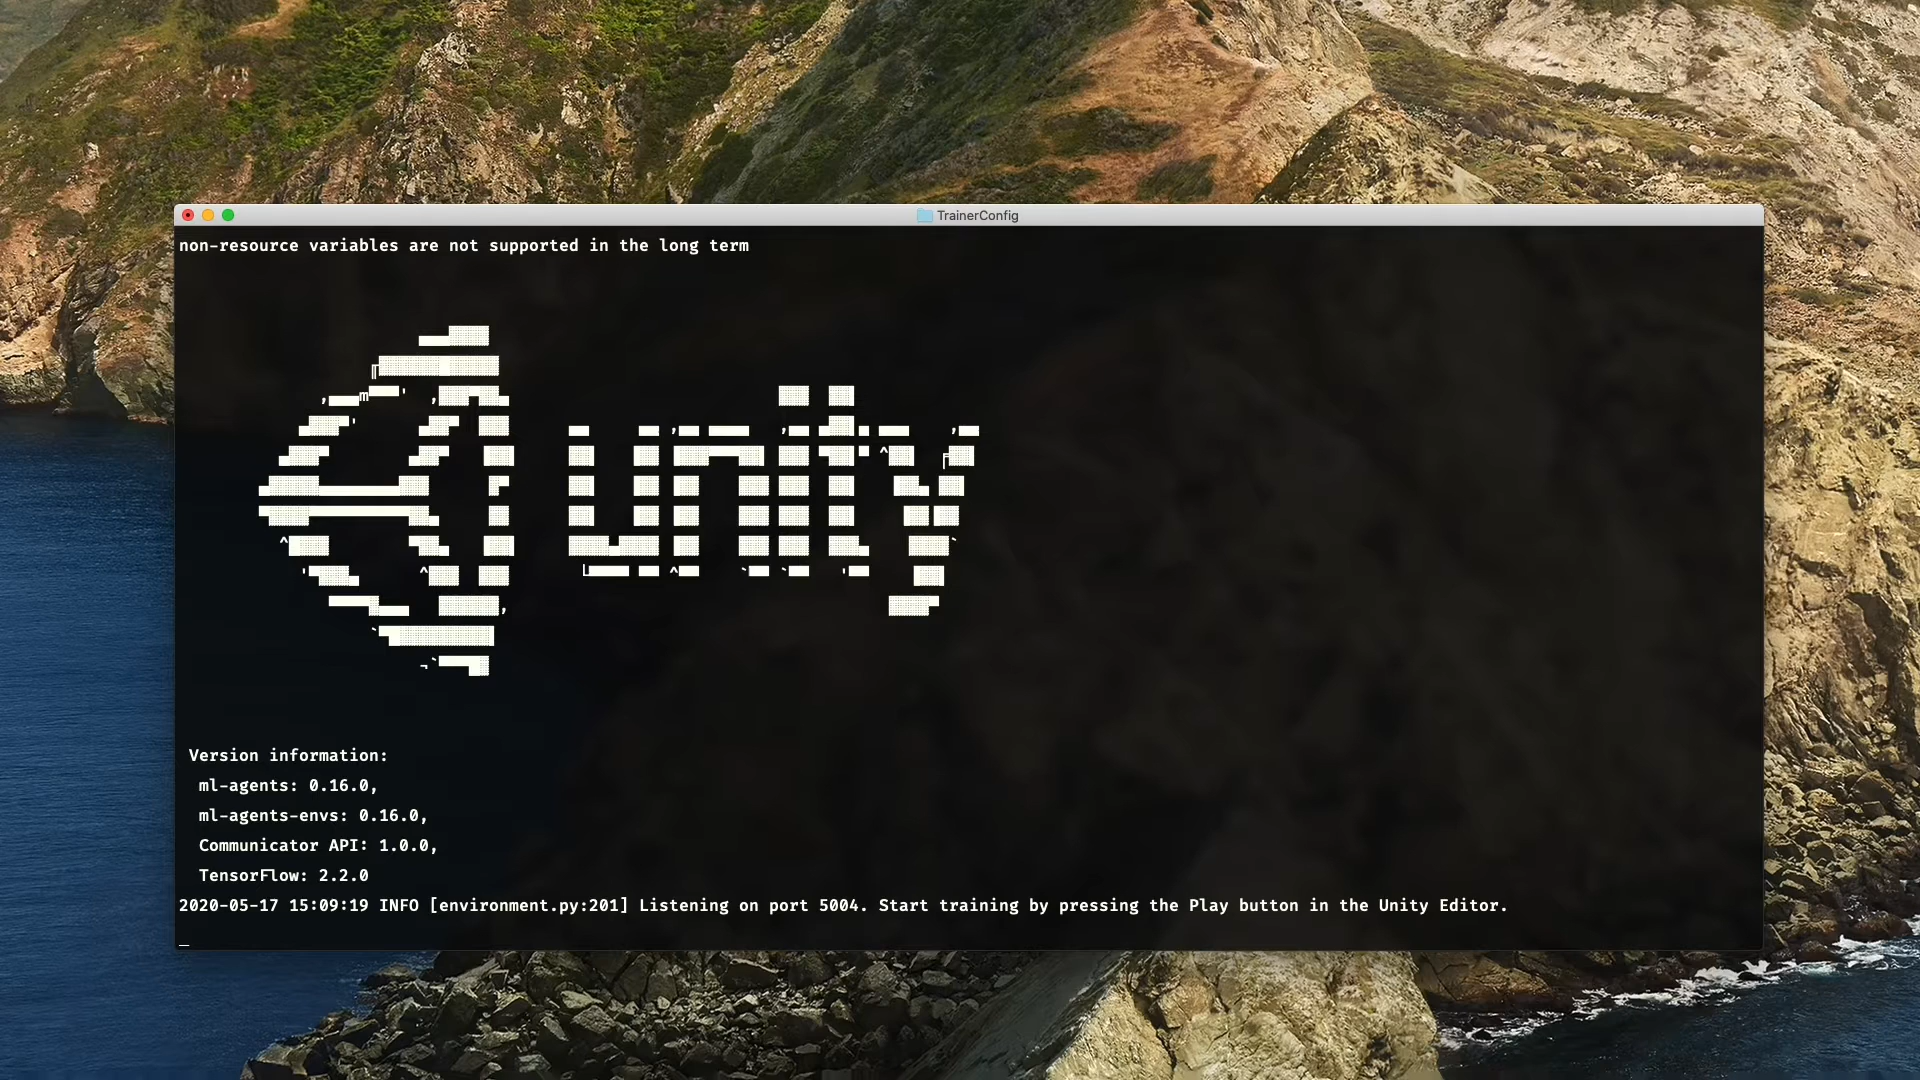 TrainerConfig
non-resource variables are not supported in the long term
unity
Version information:
ml-agents: 0.16.0,
ml-agents-envs: 0.16.0,
Communicator API: 1.0.0,
TensorFlow: 2.2.0
2020-05-17 15:09:19 INFO [environment.py:201] Listening on port 5004. Start training by pressing the Play button in the Unity Editor.
_